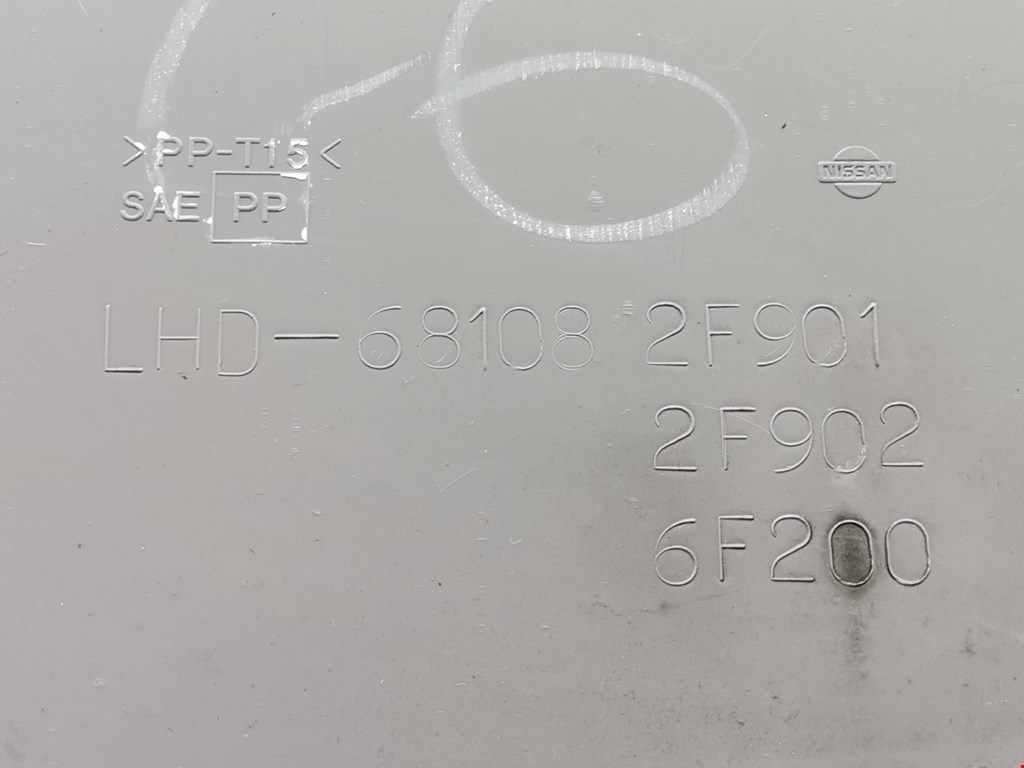 >PP-T15<
SAE PP
NISSAN
LHD-68108 2F901
2F902
6F200